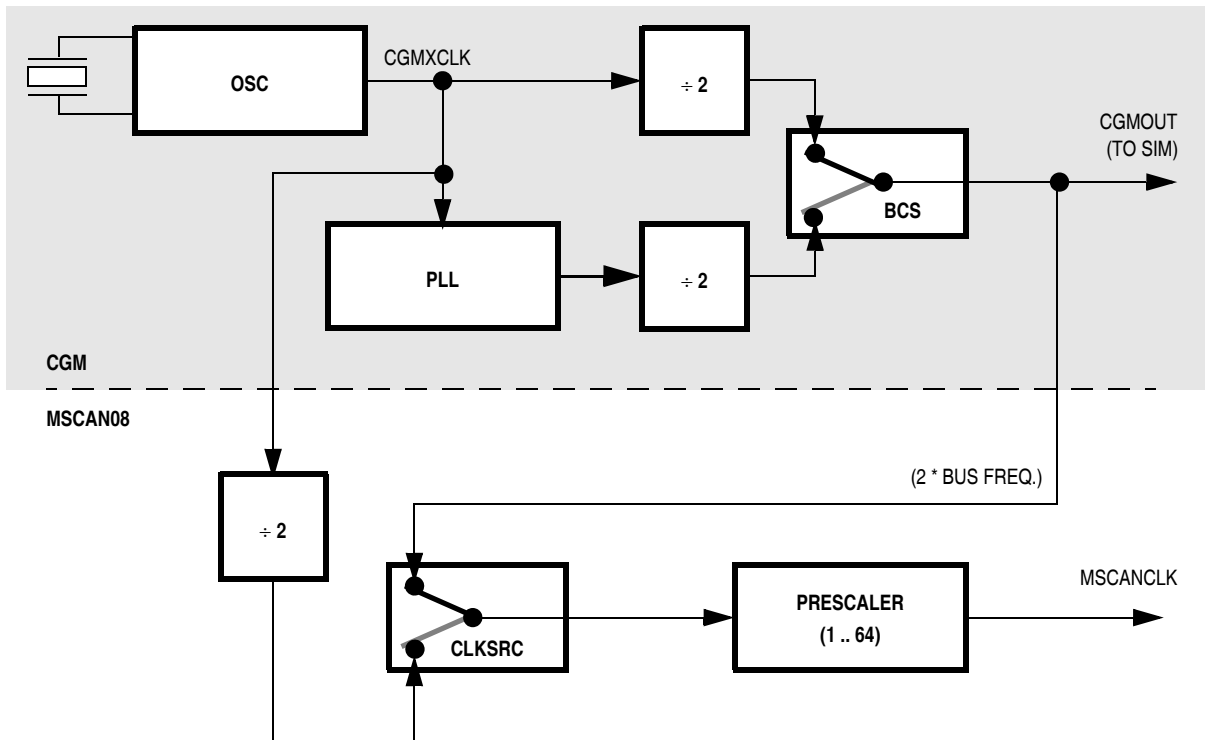 CGMXCLK
OSC
÷ 2
CGMOUT
(TO SIM)
BCS
PLL
÷ 2
CGM
MSCAN08
(2 * BUS FREQ.)
÷ 2
MSCANCLK
PRESCALER
(1 .. 64)
CLKSRC